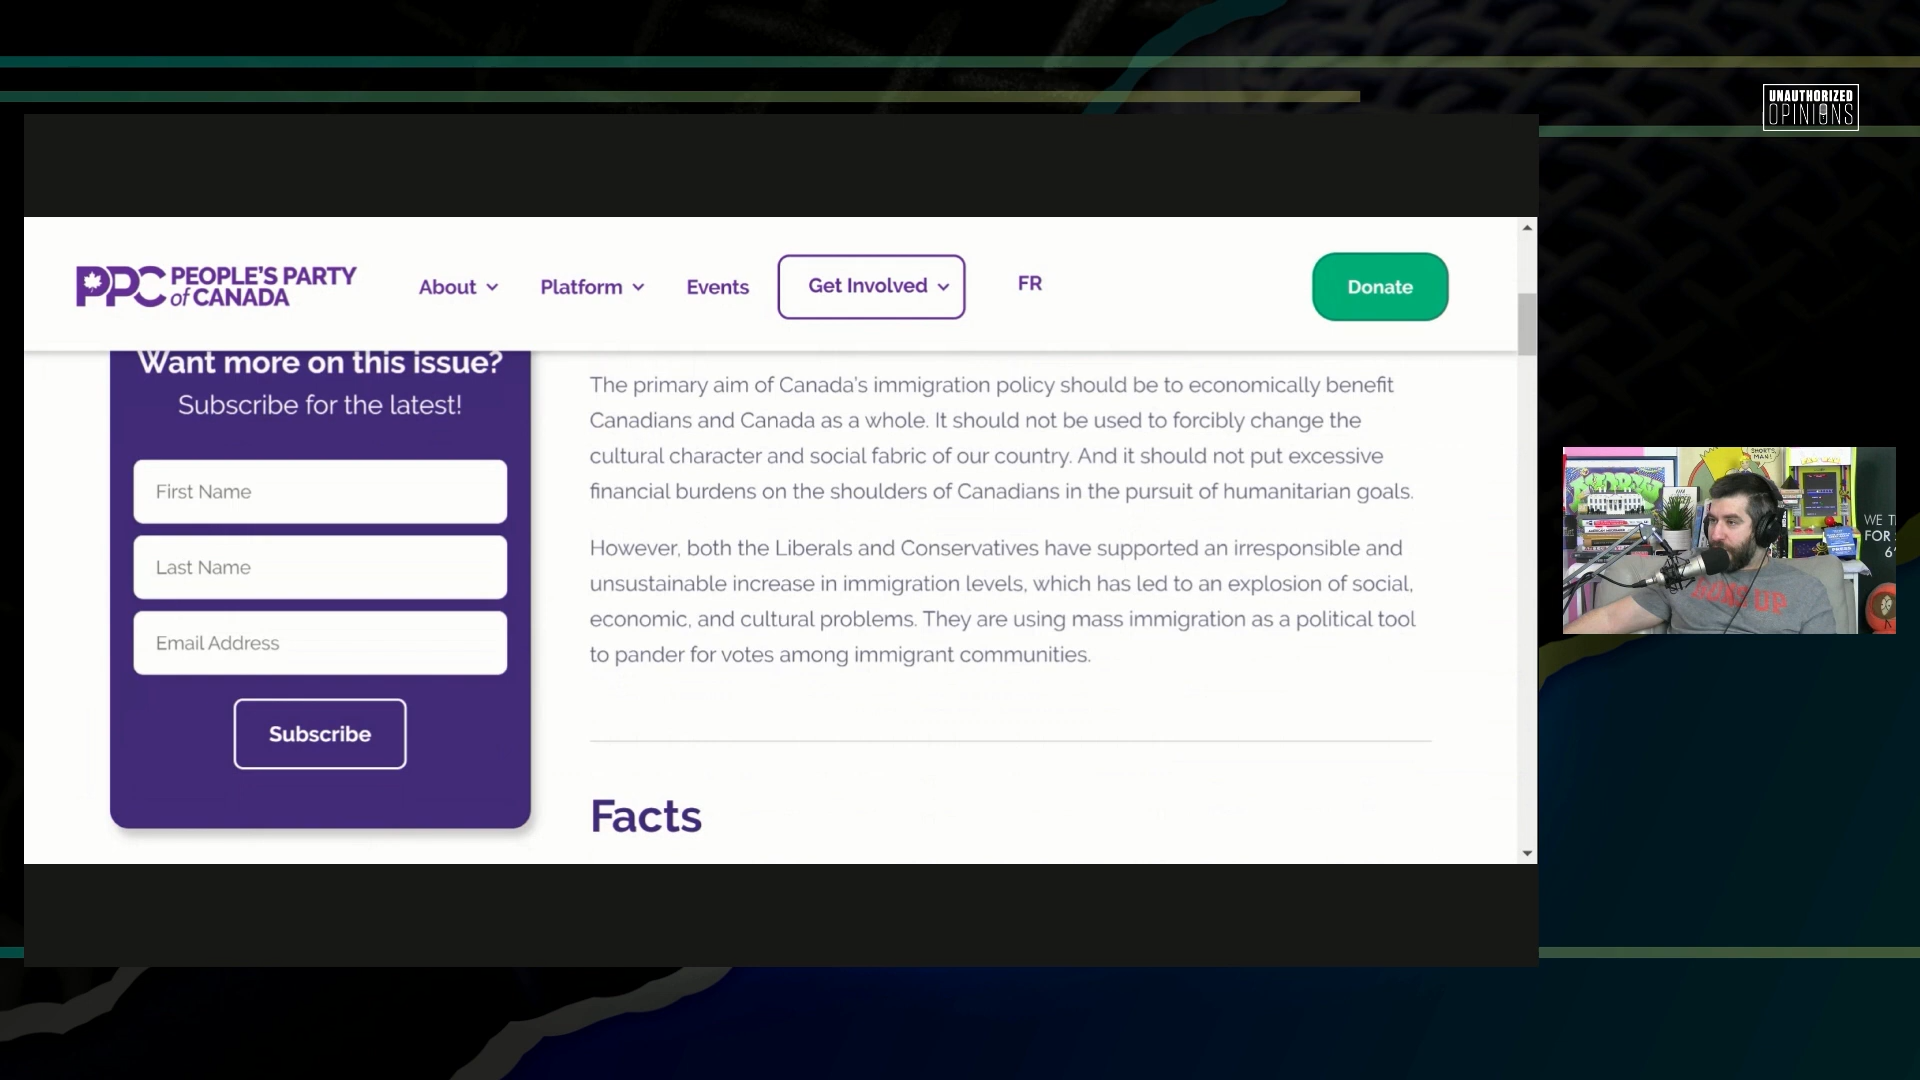 UNAUTHORIZED
OPINIONS
PPC PEOPLE'S PARTY
of CANADA
About
Platform
Events
Get Involved
FR
Donate
Want more on this issue?
Subscribe for the latest!
First Name
Last Name
Email Address
Subscribe
The primary aim of Canada’s immigration policy should be to economically benefit
Canadians and Canada as a whole. It should not be used to forcibly change the
cultural character and social fabric of our country. And it should not put excessive
financial burdens on the shoulders of Canadians in the pursuit of humanitarian goals.
However, both the Liberals and Conservatives have supported an irresponsible and
unsustainable increase in immigration levels, which has led to an explosion of social,
economic, and cultural problems. They are using mass immigration as a political tool
to pander for votes among immigrant communities.
Facts
SHORTS,
MAN!
WE T
FOR
6'
UP